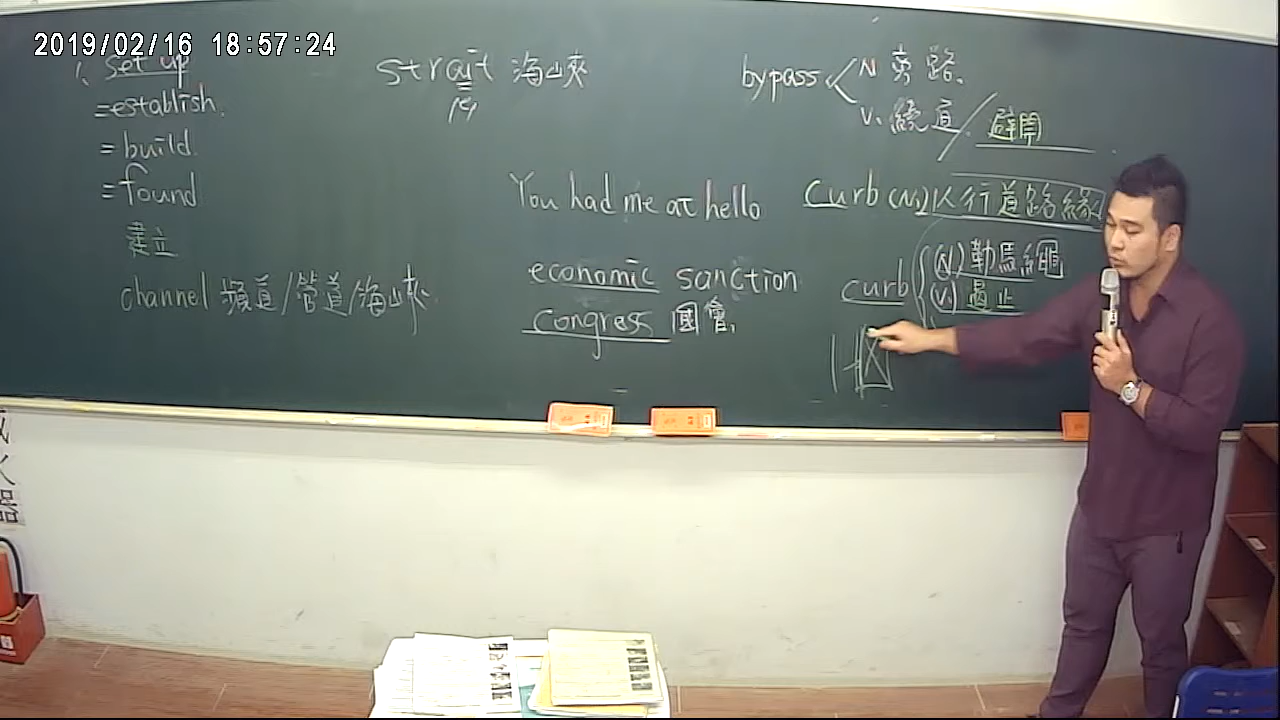 2019/02/16 18:57:24
1. set up
=establish.
= build.
= found
建立
channel 頻道/管道/海峽
strait 海峽
You had me at hello
economic sanction
congress 國會
bypass N 旁路
V. 繞道/避開
curb (N.) 人行道路緣
curb (N) 勒馬繩
(V.) 遏止
火
器